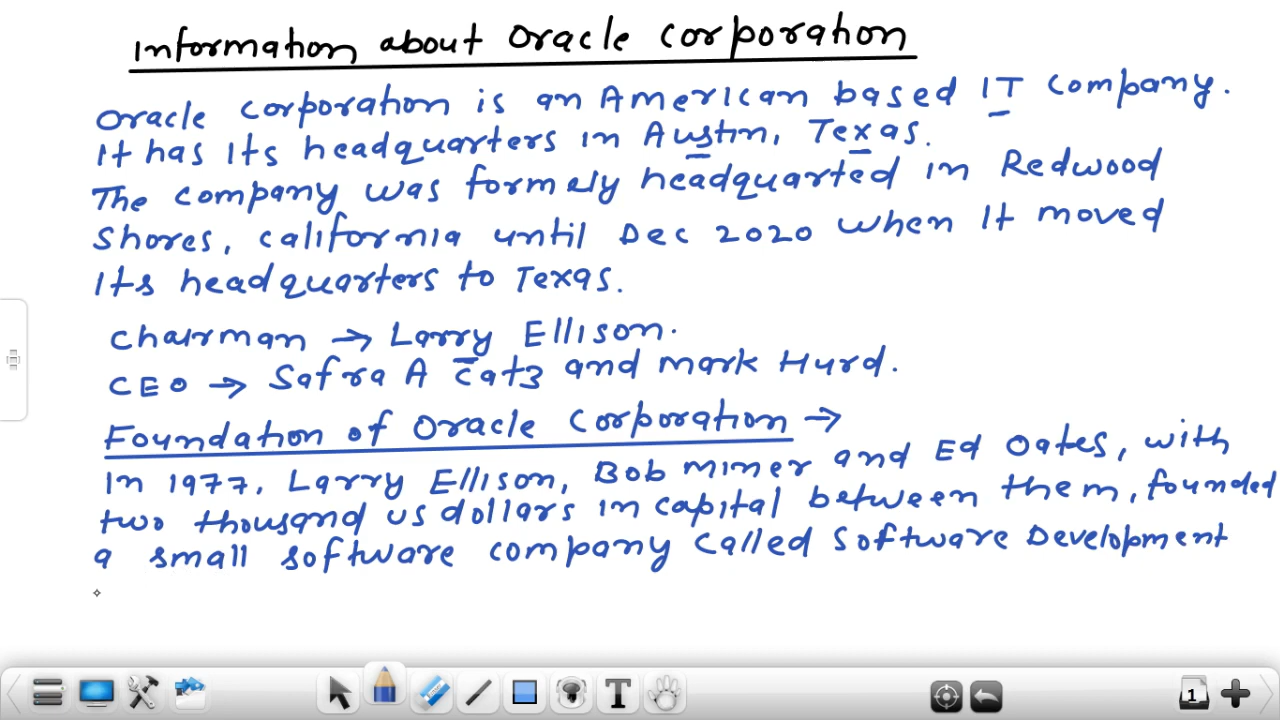 Information about Oracle Corporation
Oracle Corporation is an American based IT Company.
It has its headquarters in Austin, Texas.
The company was formely headquarted in Redwood
Shores, California until Dec 2020 when it moved
its headquarters to Texas.
Chairman → Larry Ellison.
CEO → Safra A Catz and Mark Hurd.
Foundation of Oracle Corporation →
In 1977, Larry Ellison, Bob Miner and Ed Oates, with
two thousand us dollars in capital between them, founded
a small software company called Software Development
T
1